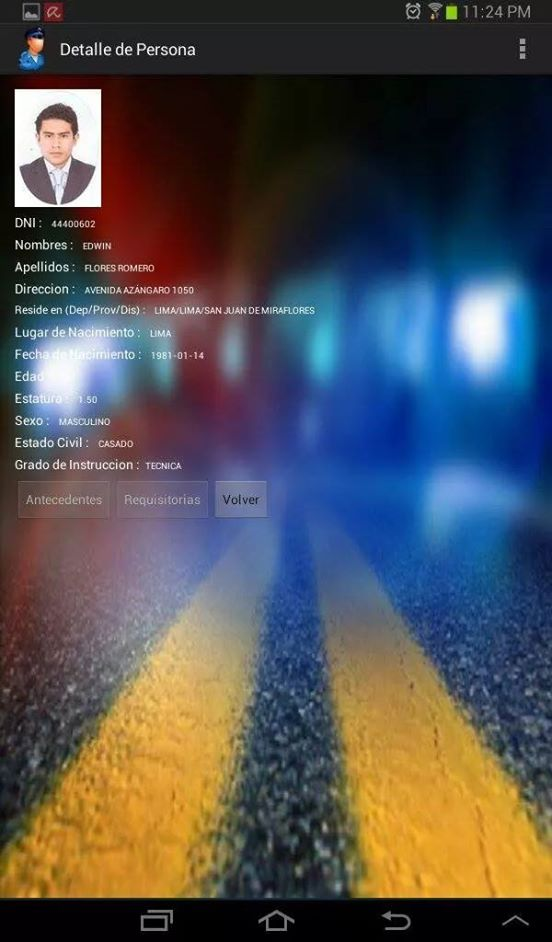 11:24 PM
Detalle de Persona
DNI : 44400602
Nombres : EDWIN
Apellidos : FLORES ROMERO
Direccion : AVENIDA AZÁNGARO 1050
Reside en (Dep/Prov/Dis) : LIMA/LIMA/SAN JUAN DE MIRAFLORES
Lugar de Nacimiento : LIMA
Fecha de Nacimiento : 1981-01-14
Edad
Estatura : 1.50
Sexo : MASCULINO
Estado Civil : CASADO
Grado de Instruccion : TECNICA
Antecedentes Requisitorias Volver